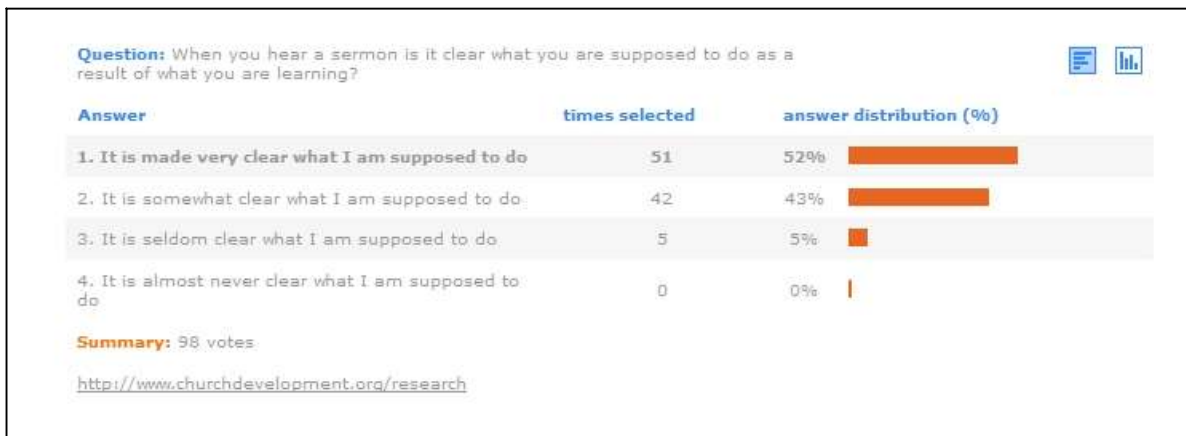 Question: When you hear a sermon is it clear what you are supposed to do as a
result of what you are learning?
Answer times selected answer distribution (%)
1. It is made very clear what I am supposed to do 51 52%
2. It is somewhat clear what I am supposed to do 42 43%
3. It is seldom clear what I am supposed to do 5 5%
4. It is almost never clear what I am supposed to
do 0 0%
Summary: 98 votes
http://www.churchdevelopment.org/research